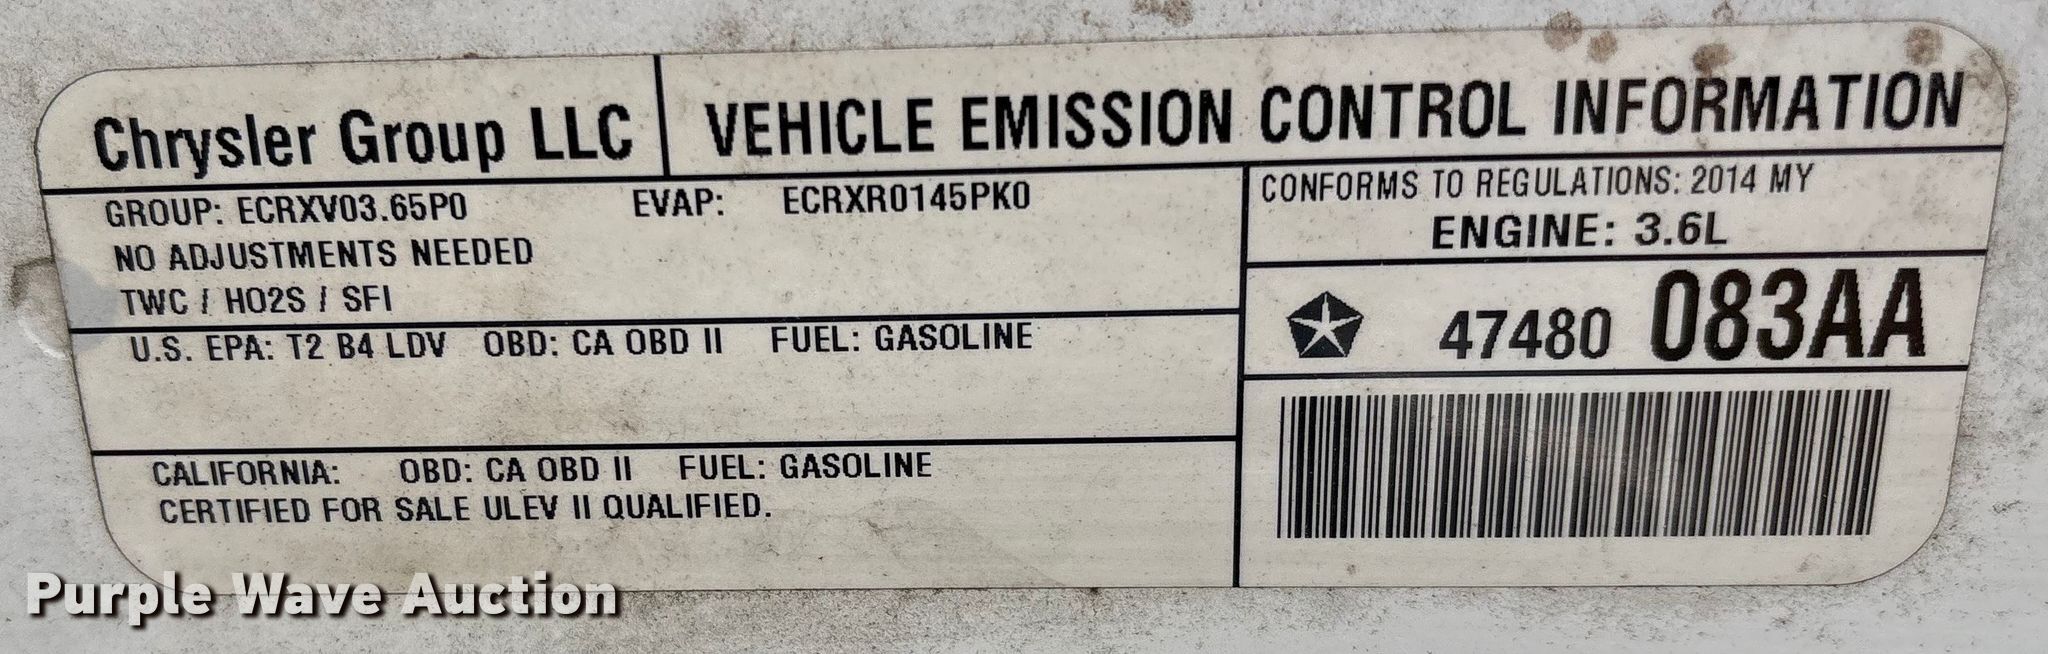 Chrysler Group LLC
VEHICLE EMISSION CONTROL INFORMATION
GROUP: ECRXV03.65P0 EVAP: ECRXR0145PK0
NO ADJUSTMENTS NEEDED
TWC / HO2S / SFI
U.S. EPA: T2 B4 LDV OBD: CA OBD II FUEL: GASOLINE
CALIFORNIA: OBD: CA OBD II FUEL: GASOLINE
CERTIFIED FOR SALE ULEV II QUALIFIED.
CONFORMS TO REGULATIONS: 2014 MY
ENGINE: 3.6L
47480 083AA
Purple Wave Auction